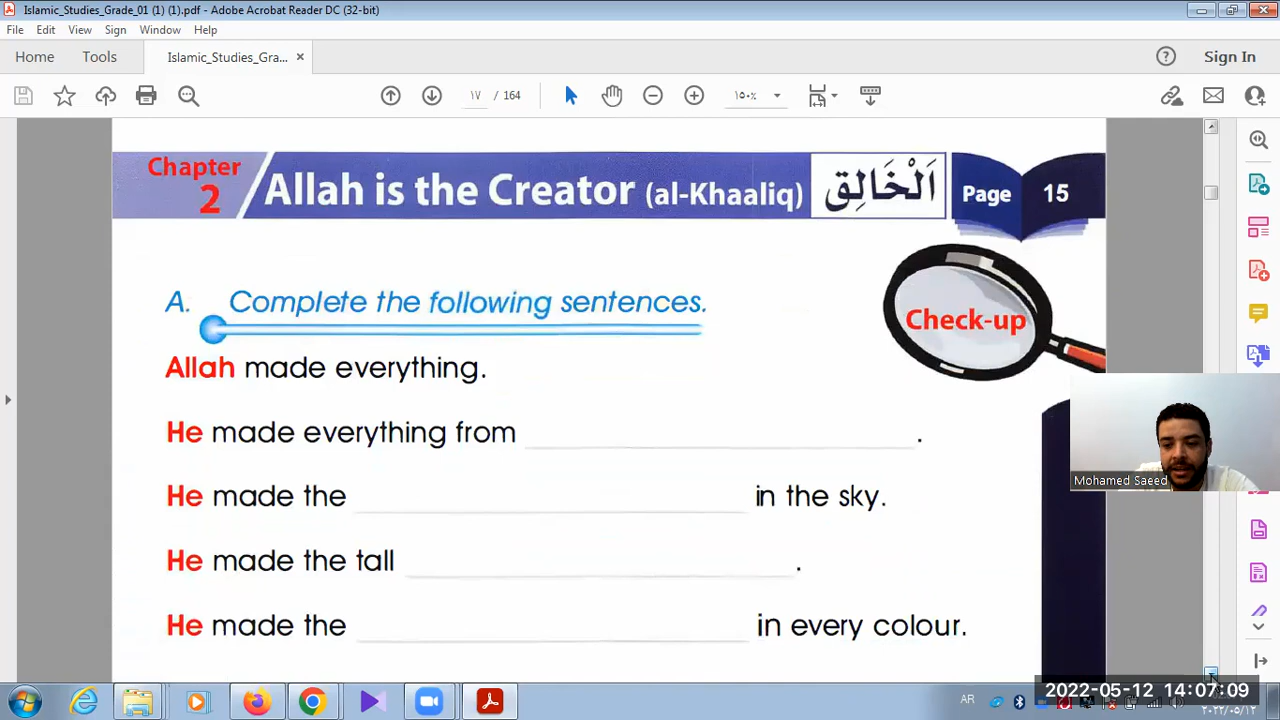 Islamic_Studies_Grade_01 (1) (1).pdf - Adobe Acrobat Reader DC (32-bit)
File Edit View Sign Window Help
Home Tools Islamic_Studies_Gra... × Sign In
١٧ / 164 ١٥٠%
Chapter 2 Allah is the Creator (al-Khaaliq) اَلْخَالِق Page 15
A. Complete the following sentences.
Check-up
Allah made everything.
He made everything from .
He made the in the sky.
He made the tall .
He made the in every colour.
Mohamed Saeed
AR
2022-05-12 14:07:09
٢٠٢٢/٠٥/١٢